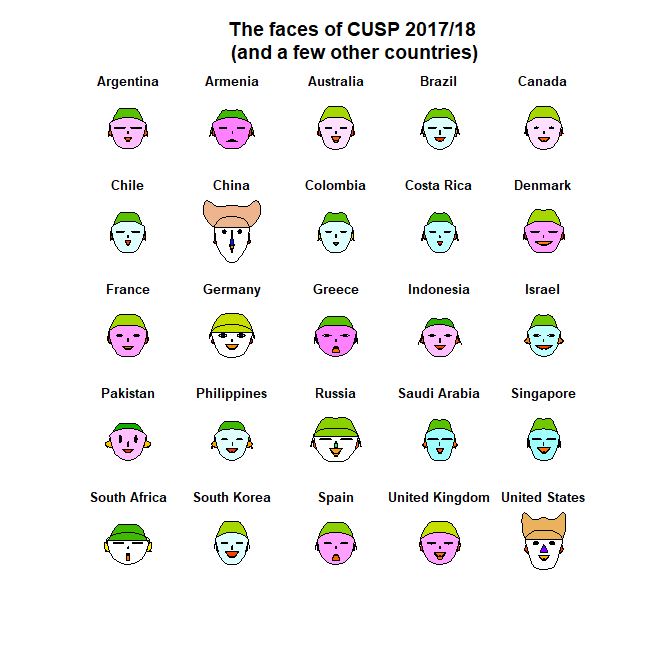 The faces of CUSP 2017/18
(and a few other countries)
Argentina Armenia Australia Brazil Canada
Chile China Colombia Costa Rica Denmark
France Germany Greece Indonesia Israel
Pakistan Philippines Russia Saudi Arabia Singapore
South Africa South Korea Spain United Kingdom United States